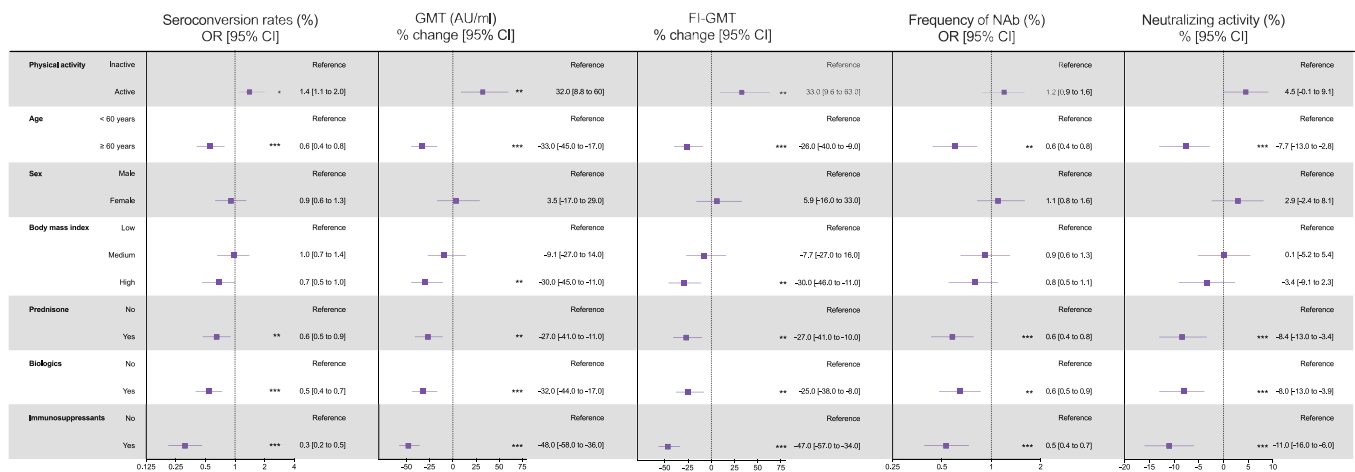 Seroconversion rates (%) GMT (AU/ml) FI-GMT Frequency of NAb (%) Neutralizing activity (%)
OR [95% CI] % change [95% CI] % change [95% CI] OR [95% CI] % [95% CI]
Physical activity Inactive Reference Reference Reference Reference Reference
Active * 1.4 [1.1 to 2.0] ** 32.0 [8.8 to 60] ** 33.0 [9.6 to 63.0] 1.2 [0.9 to 1.6] 4.5 [-0.1 to 9.1]
Age < 60 years Reference Reference Reference Reference Reference
≥ 60 years *** 0.6 [0.4 to 0.8] *** -33.0 [-45.0 to -17.0] *** -26.0 [-40.0 to -9.0] ** 0.6 [0.4 to 0.8] *** -7.7 [-13.0 to -2.8]
Sex Male Reference Reference Reference Reference Reference
Female 0.9 [0.6 to 1.3] 3.5 [-17.0 to 29.0] 5.9 [-16.0 to 33.0] 1.1 [0.8 to 1.6] 2.9 [-2.4 to 8.1]
Body mass index Low Reference Reference Reference Reference Reference
Medium 1.0 [0.7 to 1.4] -9.1 [-27.0 to 14.0] -7.7 [-27.0 to 16.0] 0.9 [0.6 to 1.3] 0.1 [-5.2 to 5.4]
High 0.7 [0.5 to 1.0] ** -30.0 [-45.0 to -11.0] ** -30.0 [-46.0 to -11.0] 0.8 [0.5 to 1.1] -3.4 [-9.1 to 2.3]
Prednisone No Reference Reference Reference Reference Reference
Yes ** 0.6 [0.5 to 0.9] ** -27.0 [-41.0 to -11.0] ** -27.0 [-41.0 to -10.0] *** 0.6 [0.4 to 0.8] *** -8.4 [-13.0 to -3.4]
Biologics No Reference Reference Reference Reference Reference
Yes *** 0.5 [0.4 to 0.7] *** -32.0 [-44.0 to -17.0] ** -25.0 [-38.0 to -8.0] ** 0.6 [0.5 to 0.9] *** -8.0 [-13.0 to -3.9]
Immunosuppressants No Reference Reference Reference Reference Reference
Yes *** 0.3 [0.2 to 0.5] *** -48.0 [-58.0 to -36.0] *** -47.0 [-57.0 to -34.0] *** 0.5 [0.4 to 0.7] *** -11.0 [-16.0 to -6.0]
0.125 0.25 0.5 1 2 4 -50 -25 0 25 50 75 -50 -25 0 25 50 75 0.25 0.5 1 2 -20 -15 -10 -5 0 5 10